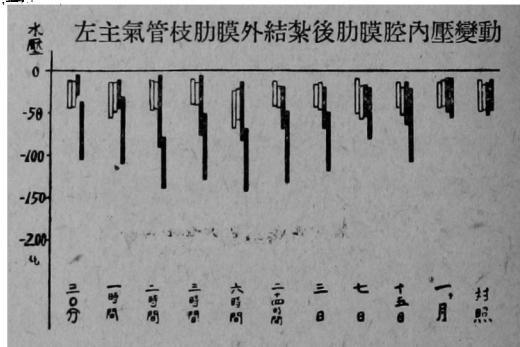 左主氣管枝肋膜外結紮後肋膜腔內壓變動
水壓
0
-50
-100
-150
-200
三〇分
一時間
二時間
三時間
六時間
二十四時間
三日
七日
十五日
一月
対照